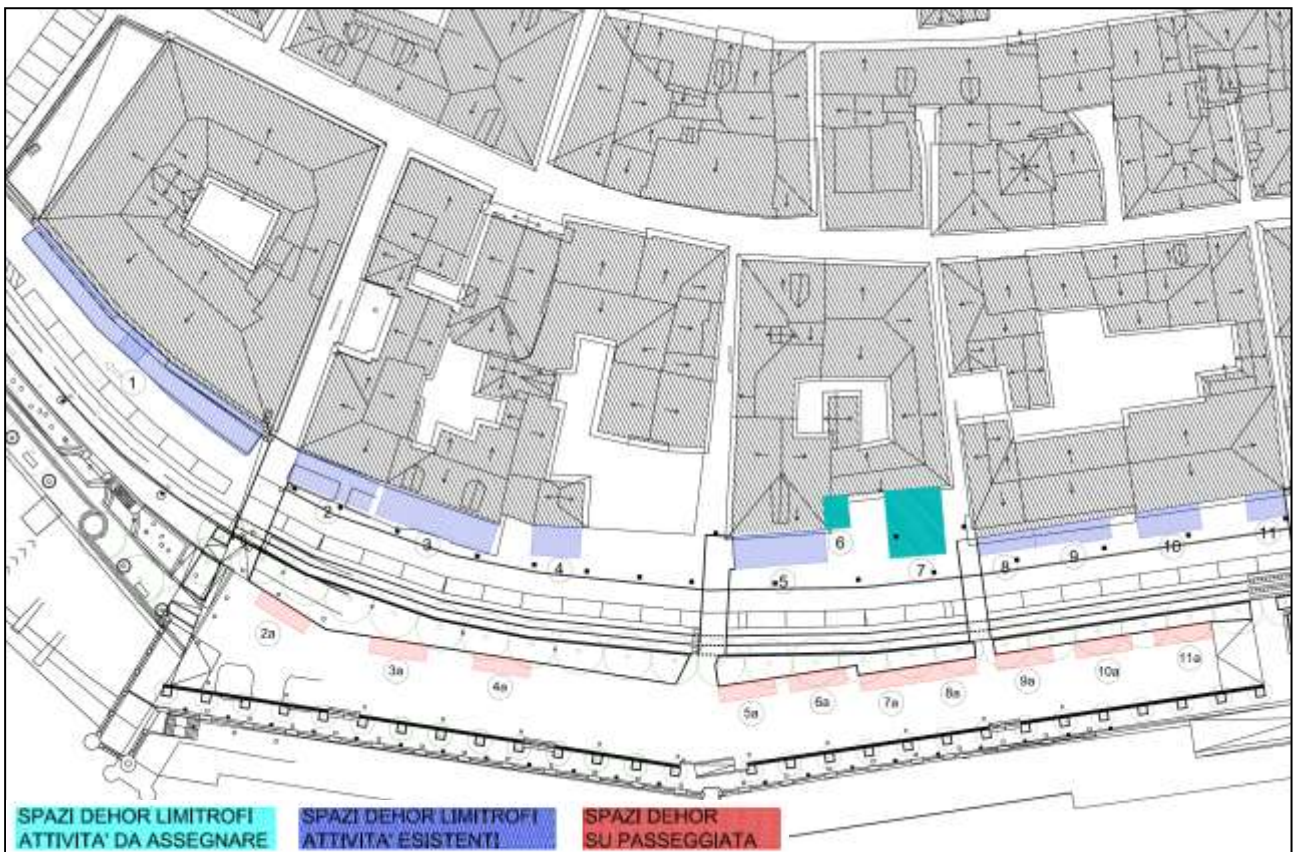 1
2
3
4
5
6
7
8
9
10
11
2a
3a
4a
5a
6a
7a
8a
9a
10a
11a
SPAZI DEHOR LIMITROFI
ATTIVITA' DA ASSEGNARE
SPAZI DEHOR LIMITROFI
ATTIVITA' ESISTENTI
SPAZI DEHOR
SU PASSEGGIATA